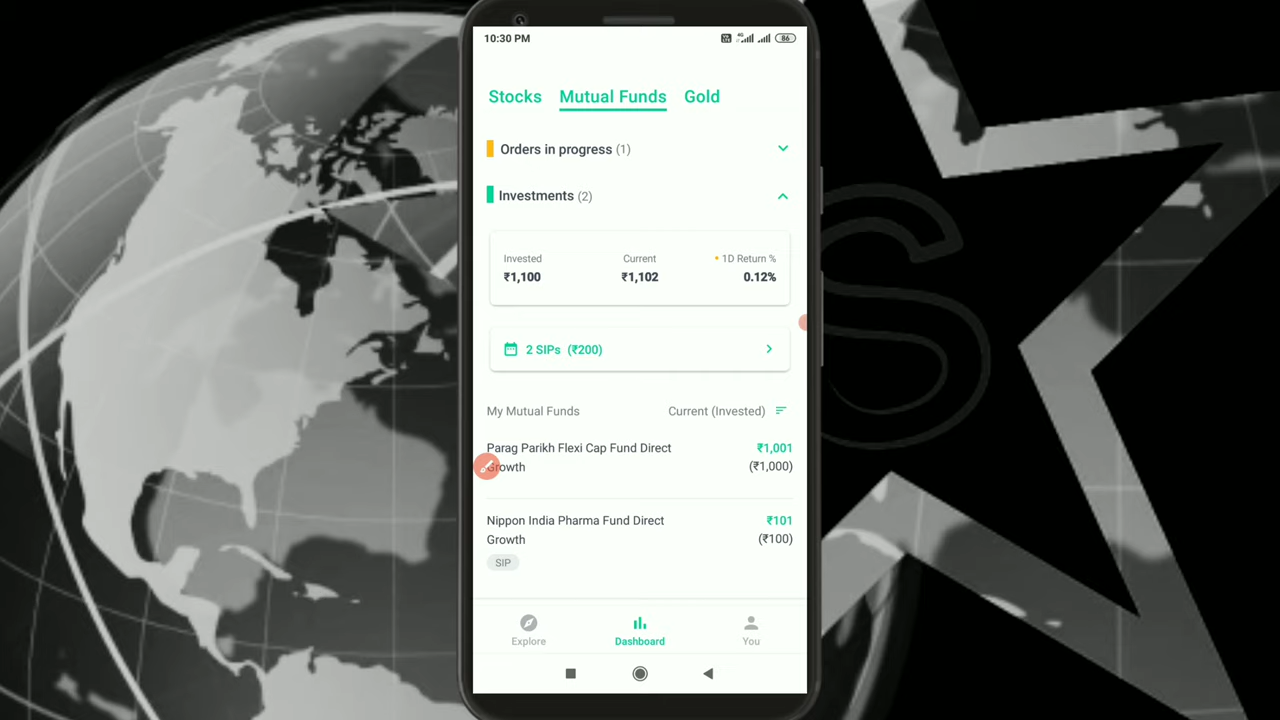 10:30 PM
4G
86
Stocks
Mutual Funds
Gold
Orders in progress (1)
Investments (2)
Invested
Current
1D Return %
₹1,100
₹1,102
0.12%
2 SIPs (₹200)
My Mutual Funds
Current (Invested)
Parag Parikh Flexi Cap Fund Direct
₹1,001
Growth
(₹1,000)
Nippon India Pharma Fund Direct
₹101
Growth
(₹100)
SIP
Explore
Dashboard
You
S